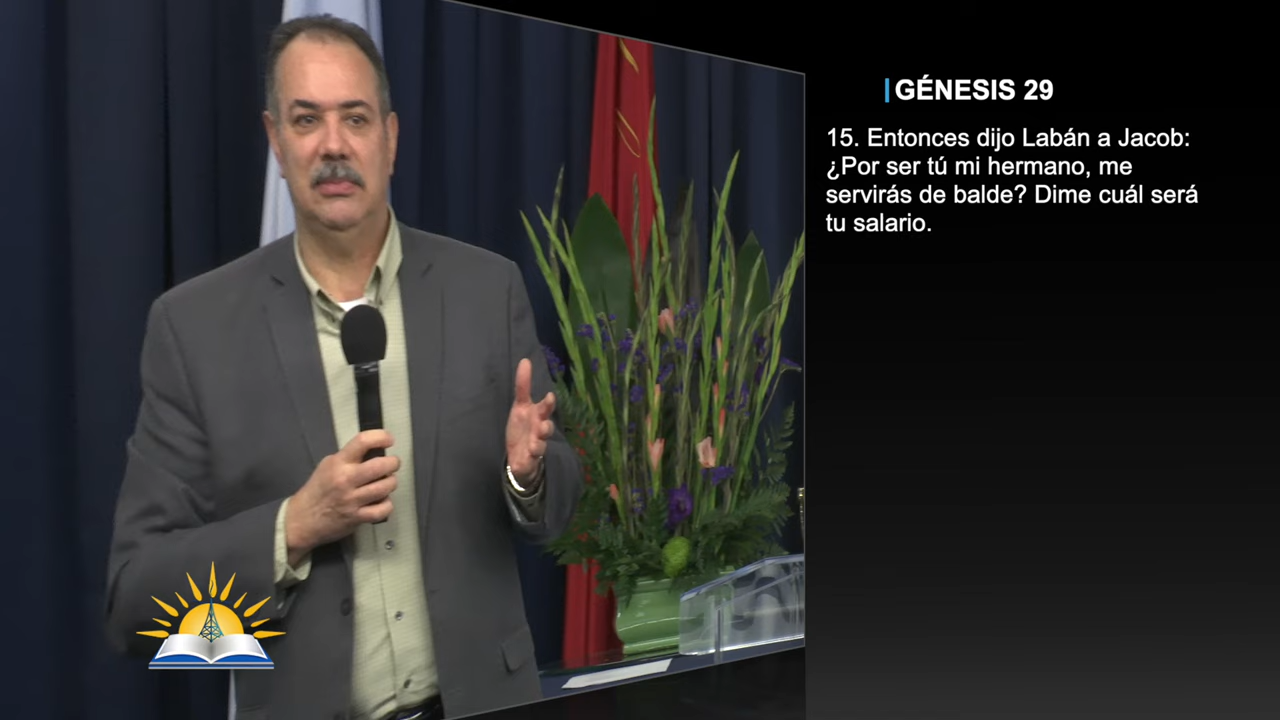 GÉNESIS 29
15. Entonces dijo Labán a Jacob:
¿Por ser tú mi hermano, me
servirás de balde? Dime cuál será
tu salario.